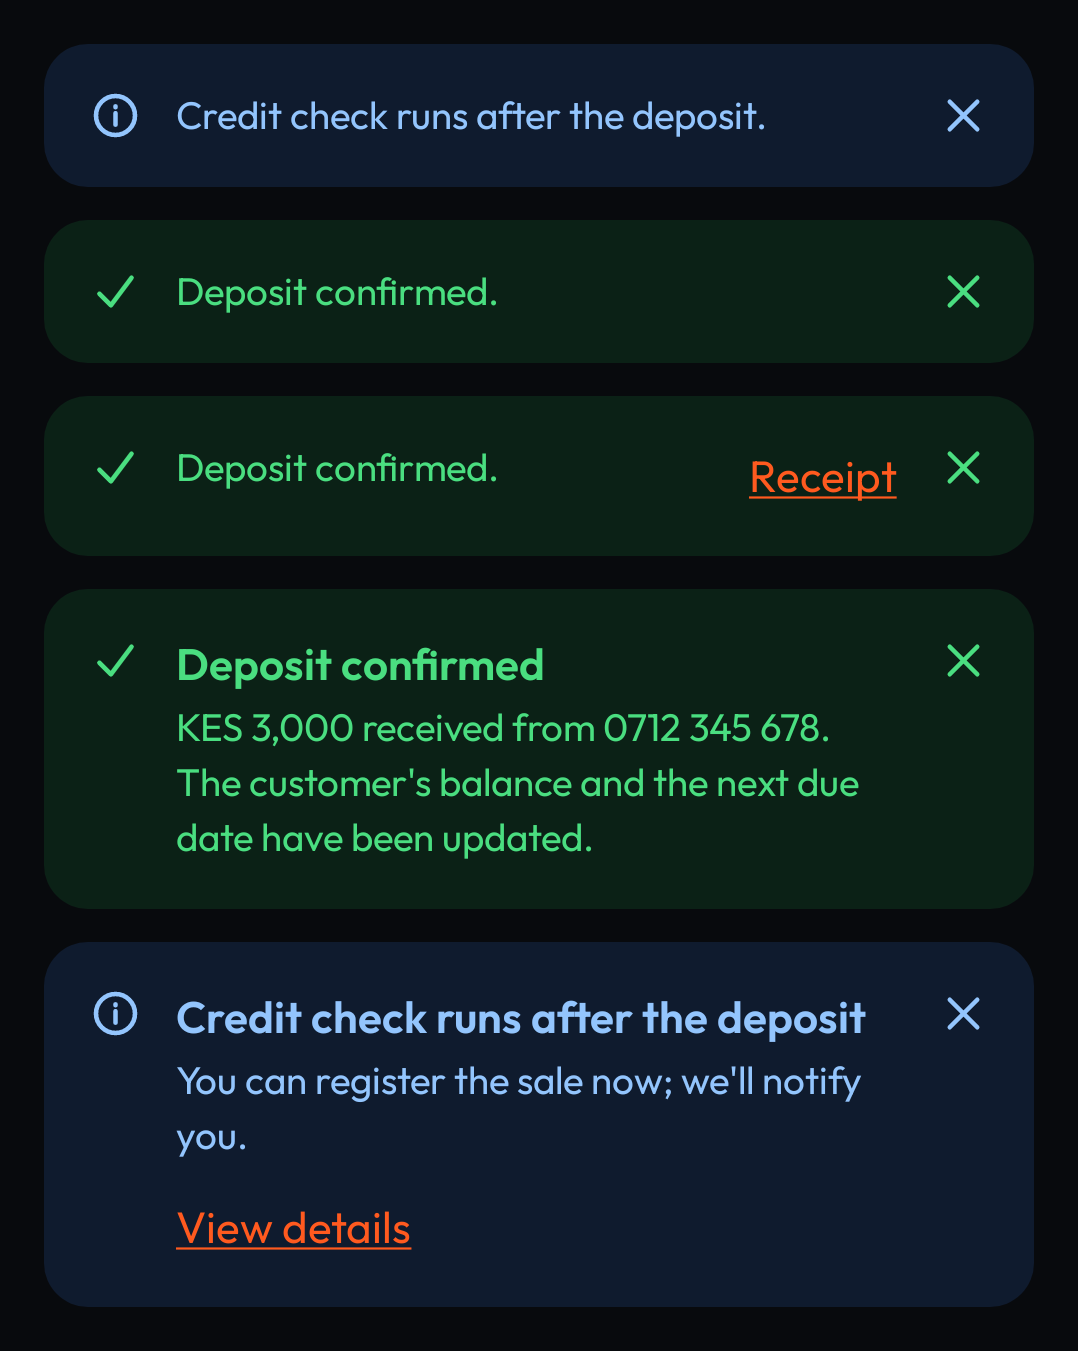 Credit check runs after the deposit.
Deposit confirmed.
Deposit confirmed. Receipt
Deposit confirmed
KES 3,000 received from 0712 345 678.
The customer's balance and the next due
date have been updated.
Credit check runs after the deposit
You can register the sale now; we'll notify
you.
View details